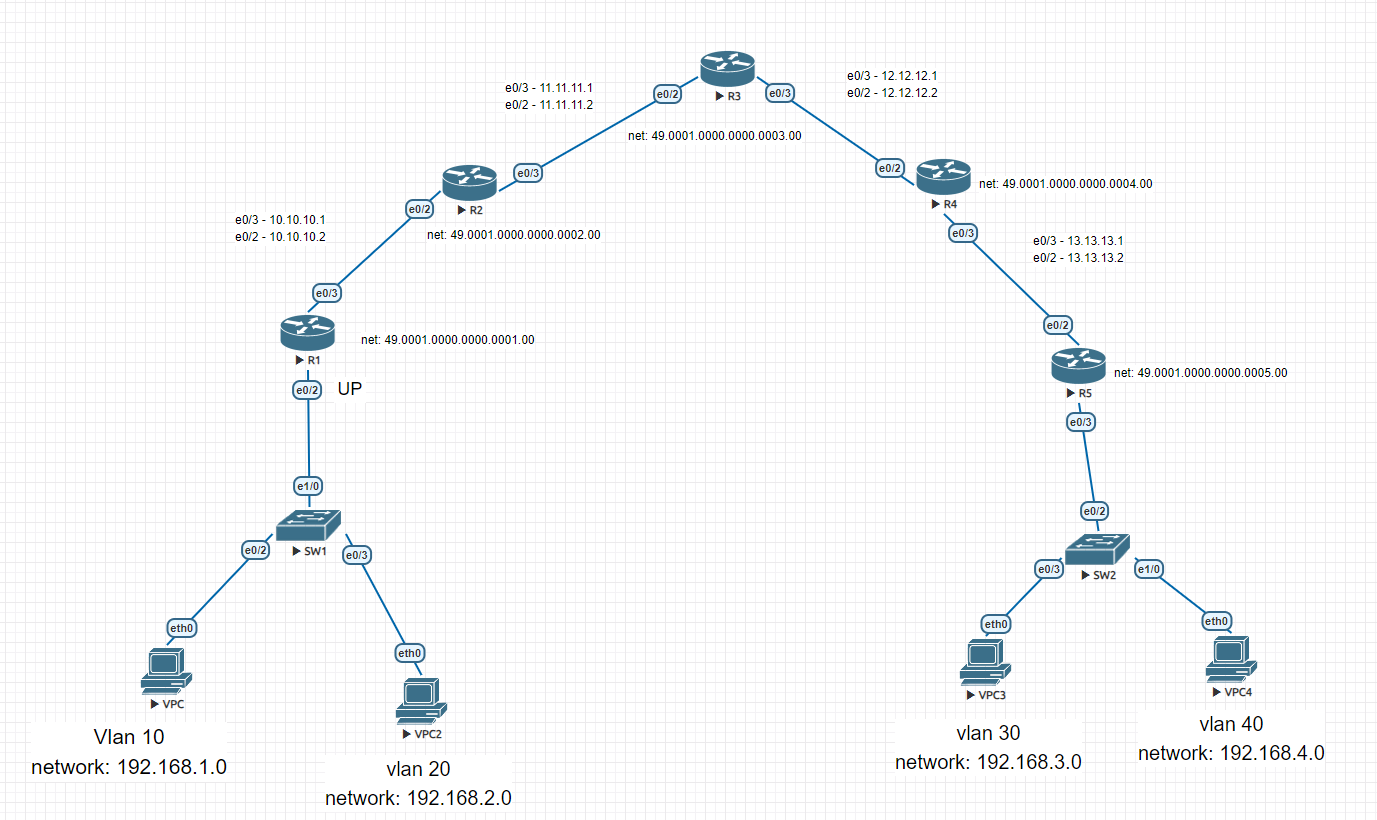 R3
e0/2
e0/3
e0/3 - 11.11.11.1
e0/2 - 11.11.11.2
e0/3 - 12.12.12.1
e0/2 - 12.12.12.2
net: 49.0001.0000.0000.0003.00
e0/3
R2
e0/2
net: 49.0001.0000.0000.0002.00
e0/2
R4
net: 49.0001.0000.0000.0004.00
e0/3
e0/3 - 10.10.10.1
e0/2 - 10.10.10.2
e0/3 - 13.13.13.1
e0/2 - 13.13.13.2
e0/3
R1
net: 49.0001.0000.0000.0001.00
e0/2
UP
e0/2
R5
net: 49.0001.0000.0000.0005.00
e0/3
e1/0
SW1
e0/2
e0/3
e0/2
SW2
e0/3
e1/0
eth0
VPC
eth0
VPC2
eth0
VPC3
eth0
VPC4
Vlan 10
network: 192.168.1.0
vlan 20
network: 192.168.2.0
vlan 30
network: 192.168.3.0
vlan 40
network: 192.168.4.0